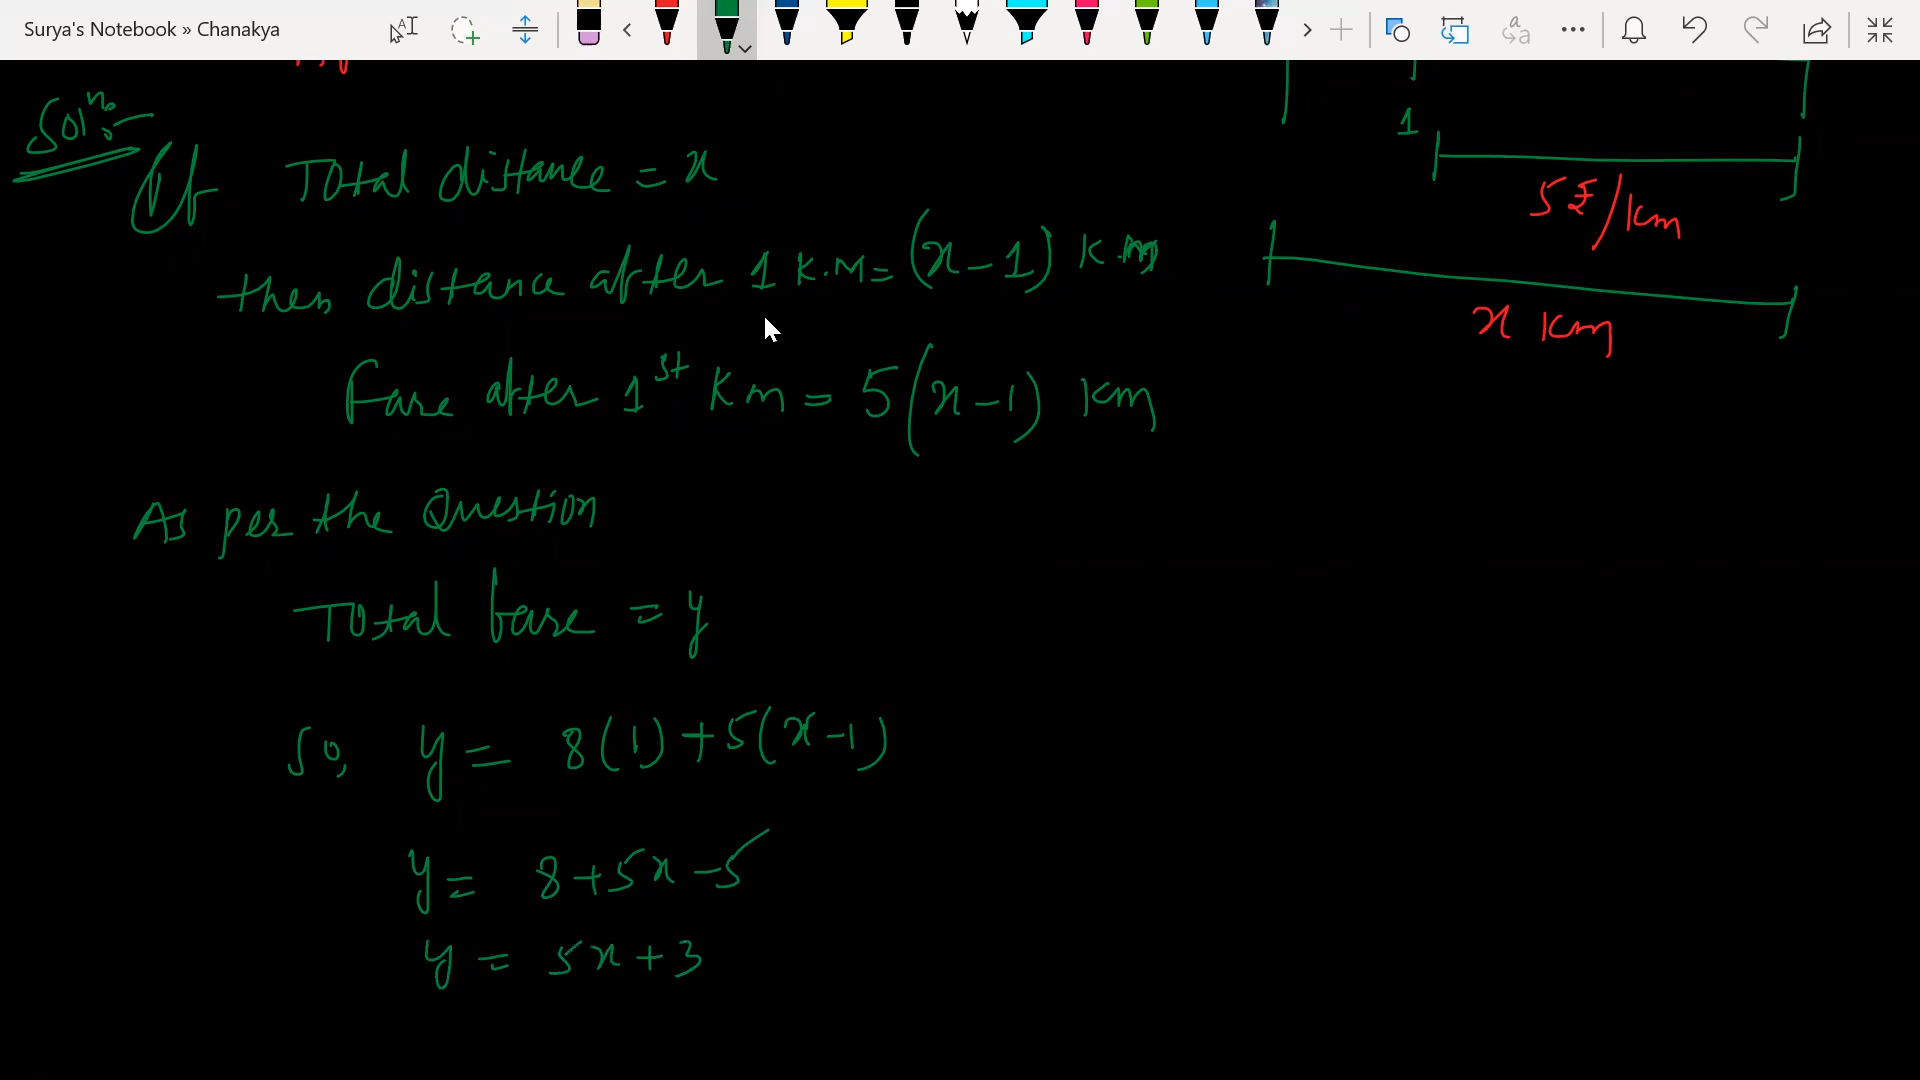 Surya's Notebook » Chanakya
Solⁿ:-
If Total distance = x
then distance after 1 K.M = (x-1) K.m
Fare after 1st Km = 5(x-1) Km
As per the Question
Total fare = y
So, y = 8(1) + 5(x-1)
y = 8+5x-5
y = 5x+3
1
5₹/km
x km